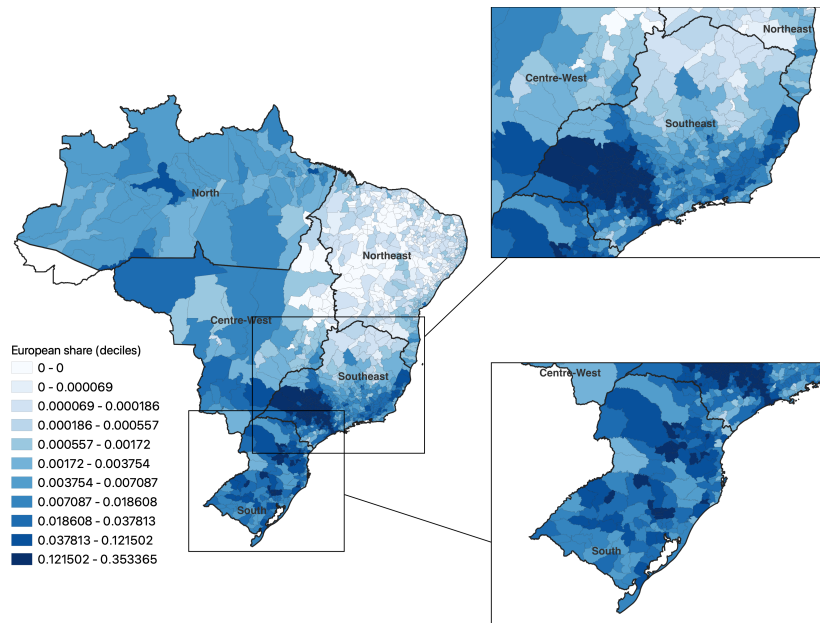 Northeast
Centre-West
Southeast
North
Northeast
Centre-West
Southeast
South
European share (deciles)
0 - 0
0 - 0.000069
0.000069 - 0.000186
0.000186 - 0.000557
0.000557 - 0.00172
0.00172 - 0.003754
0.003754 - 0.007087
0.007087 - 0.018608
0.018608 - 0.037813
0.037813 - 0.121502
0.121502 - 0.353365
Centre-West
South